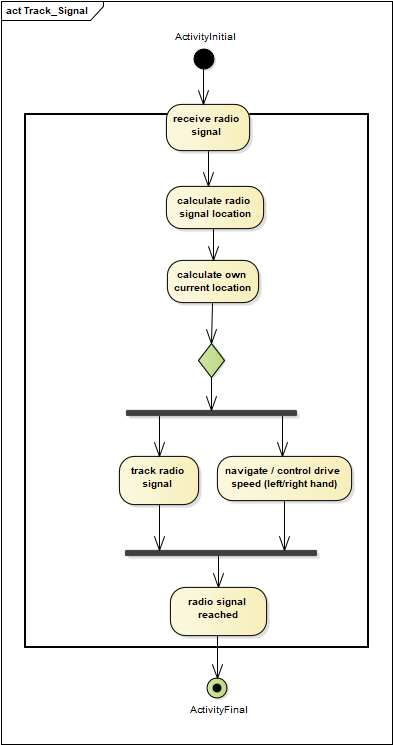 act Track_Signal
ActivityInitial
receive radio
signal
calculate radio
signal location
calculate own
current location
track radio
signal
navigate / control drive
speed (left/right hand)
radio signal
reached
ActivityFinal